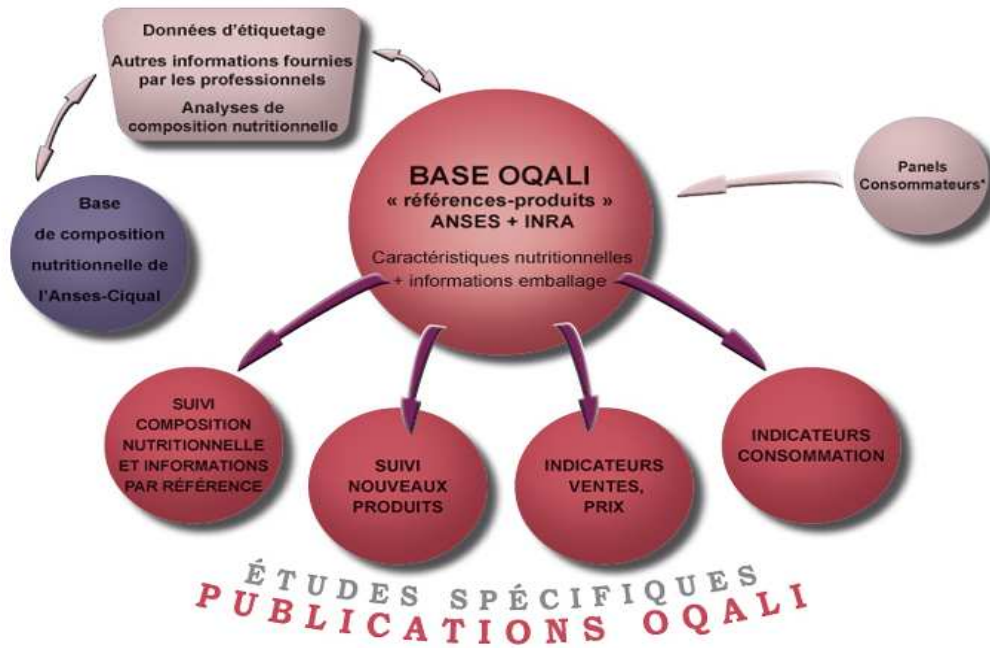 Données d'étiquetage
Autres informations fournies
par les professionnels
Analyses de
composition nutritionnelle
Base
de composition
nutritionnelle de
l'Anses-Ciqual
BASE OQALI
« références-produits »
ANSES + INRA
Caractéristiques nutritionnelles
+ informations emballage
Panels
Consommateurs*
SUIVI
COMPOSITION
NUTRITIONNELLE
ET INFORMATIONS
PAR RÉFÉRENCE
SUIVI
NOUVEAUX
PRODUITS
INDICATEURS
VENTES,
PRIX
INDICATEURS
CONSOMMATION
ÉTUDES SPÉCIFIQUES
PUBLICATIONS OQALI